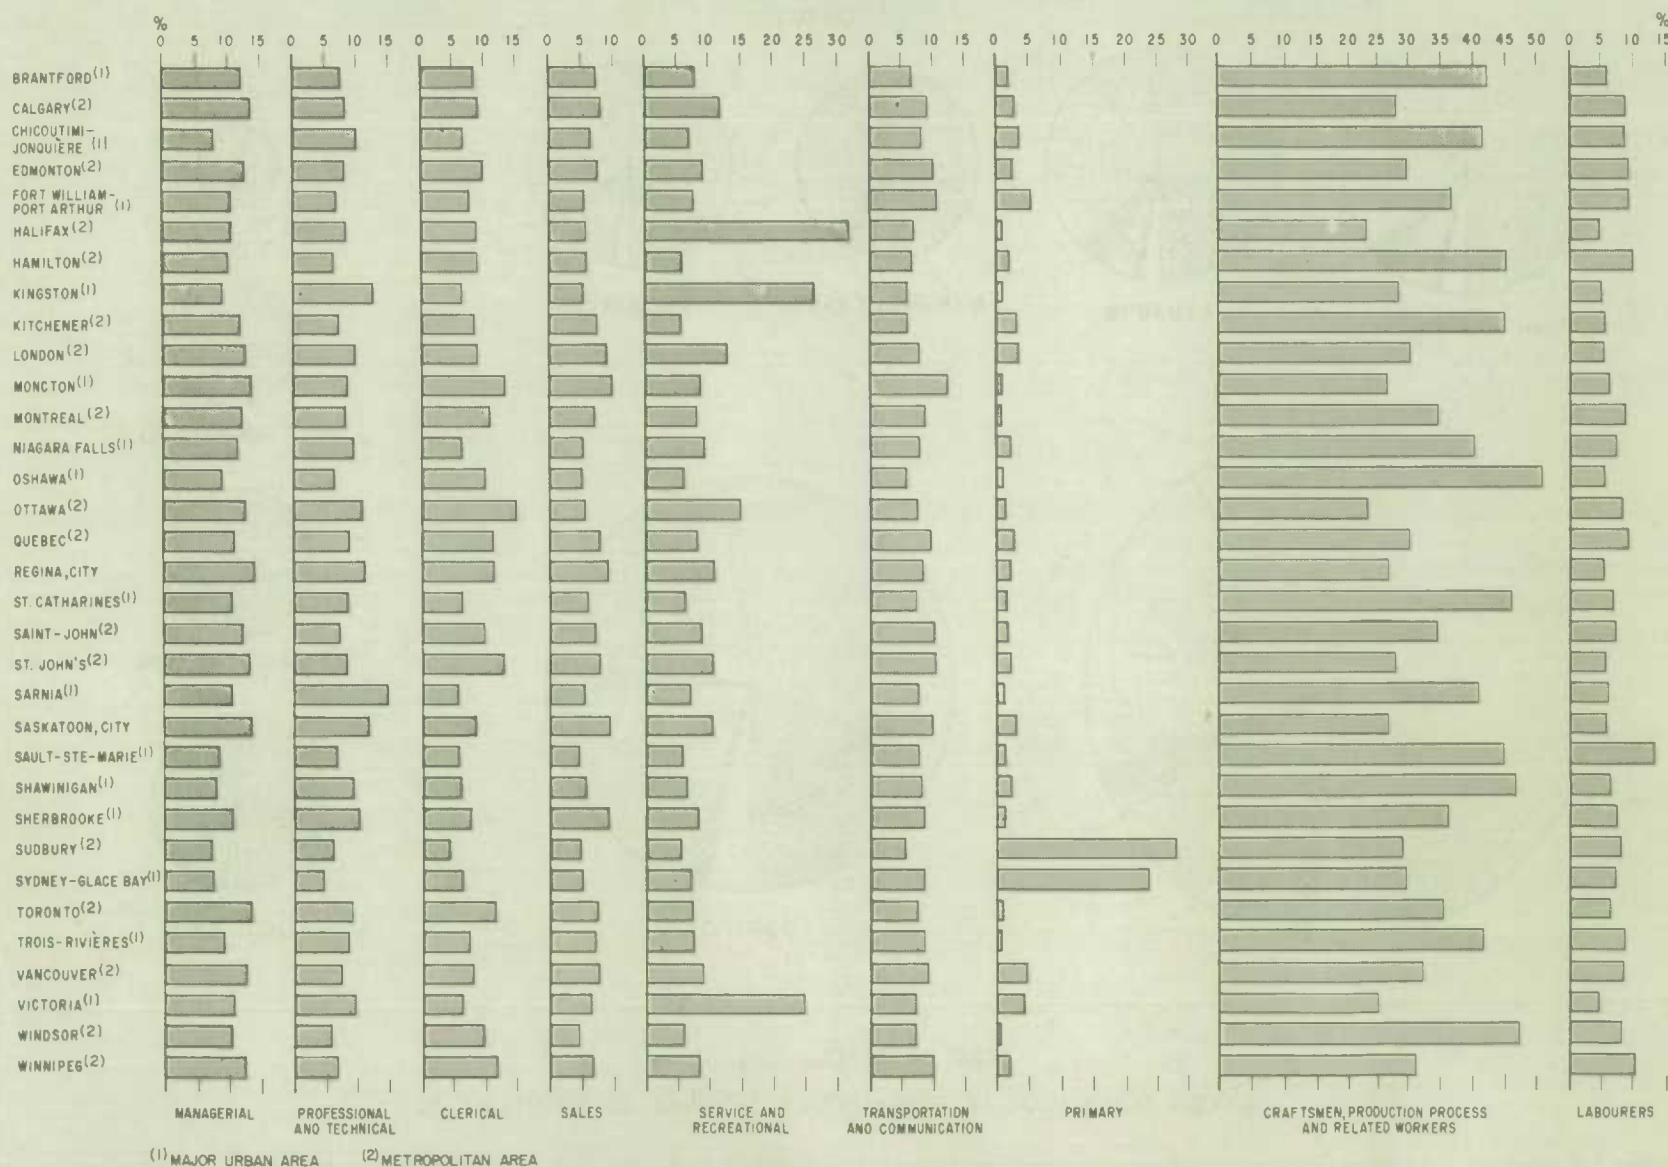 % %
0 5 10 15 0 5 10 15 0 5 10 15 0 5 10 0 5 10 15 20 25 30 0 5 10 0 5 10 15 20 25 30 0 5 10 15 20 25 30 35 40 45 50 0 5 10 15
BRANTFORD(1)
CALGARY(2)
CHICOUTIMI-
JONQUIÈRE (1)
EDMONTON(2)
FORT WILLIAM-
PORT ARTHUR (1)
HALIFAX(2)
HAMILTON(2)
KINGSTON(1)
KITCHENER(2)
LONDON(2)
MONCTON(1)
MONTREAL(2)
NIAGARA FALLS(1)
OSHAWA(1)
OTTAWA(2)
QUEBEC(2)
REGINA, CITY
ST. CATHARINES(1)
SAINT-JOHN(2)
ST. JOHN'S(2)
SARNIA(1)
SASKATOON, CITY
SAULT-STE-MARIE(1)
SHAWINIGAN(1)
SHERBROOKE(1)
SUDBURY(2)
SYDNEY-GLACE BAY(1)
TORONTO(2)
TROIS-RIVIÈRES(1)
VANCOUVER(2)
VICTORIA(1)
WINDSOR(2)
WINNIPEG(2)
MANAGERIAL PROFESSIONAL CLERICAL SALES SERVICE AND TRANSPORTATION PRIMARY CRAFTSMEN, PRODUCTION PROCESS LABOURERS
AND TECHNICAL RECREATIONAL AND COMMUNICATION AND RELATED WORKERS
(1) MAJOR URBAN AREA (2) METROPOLITAN AREA